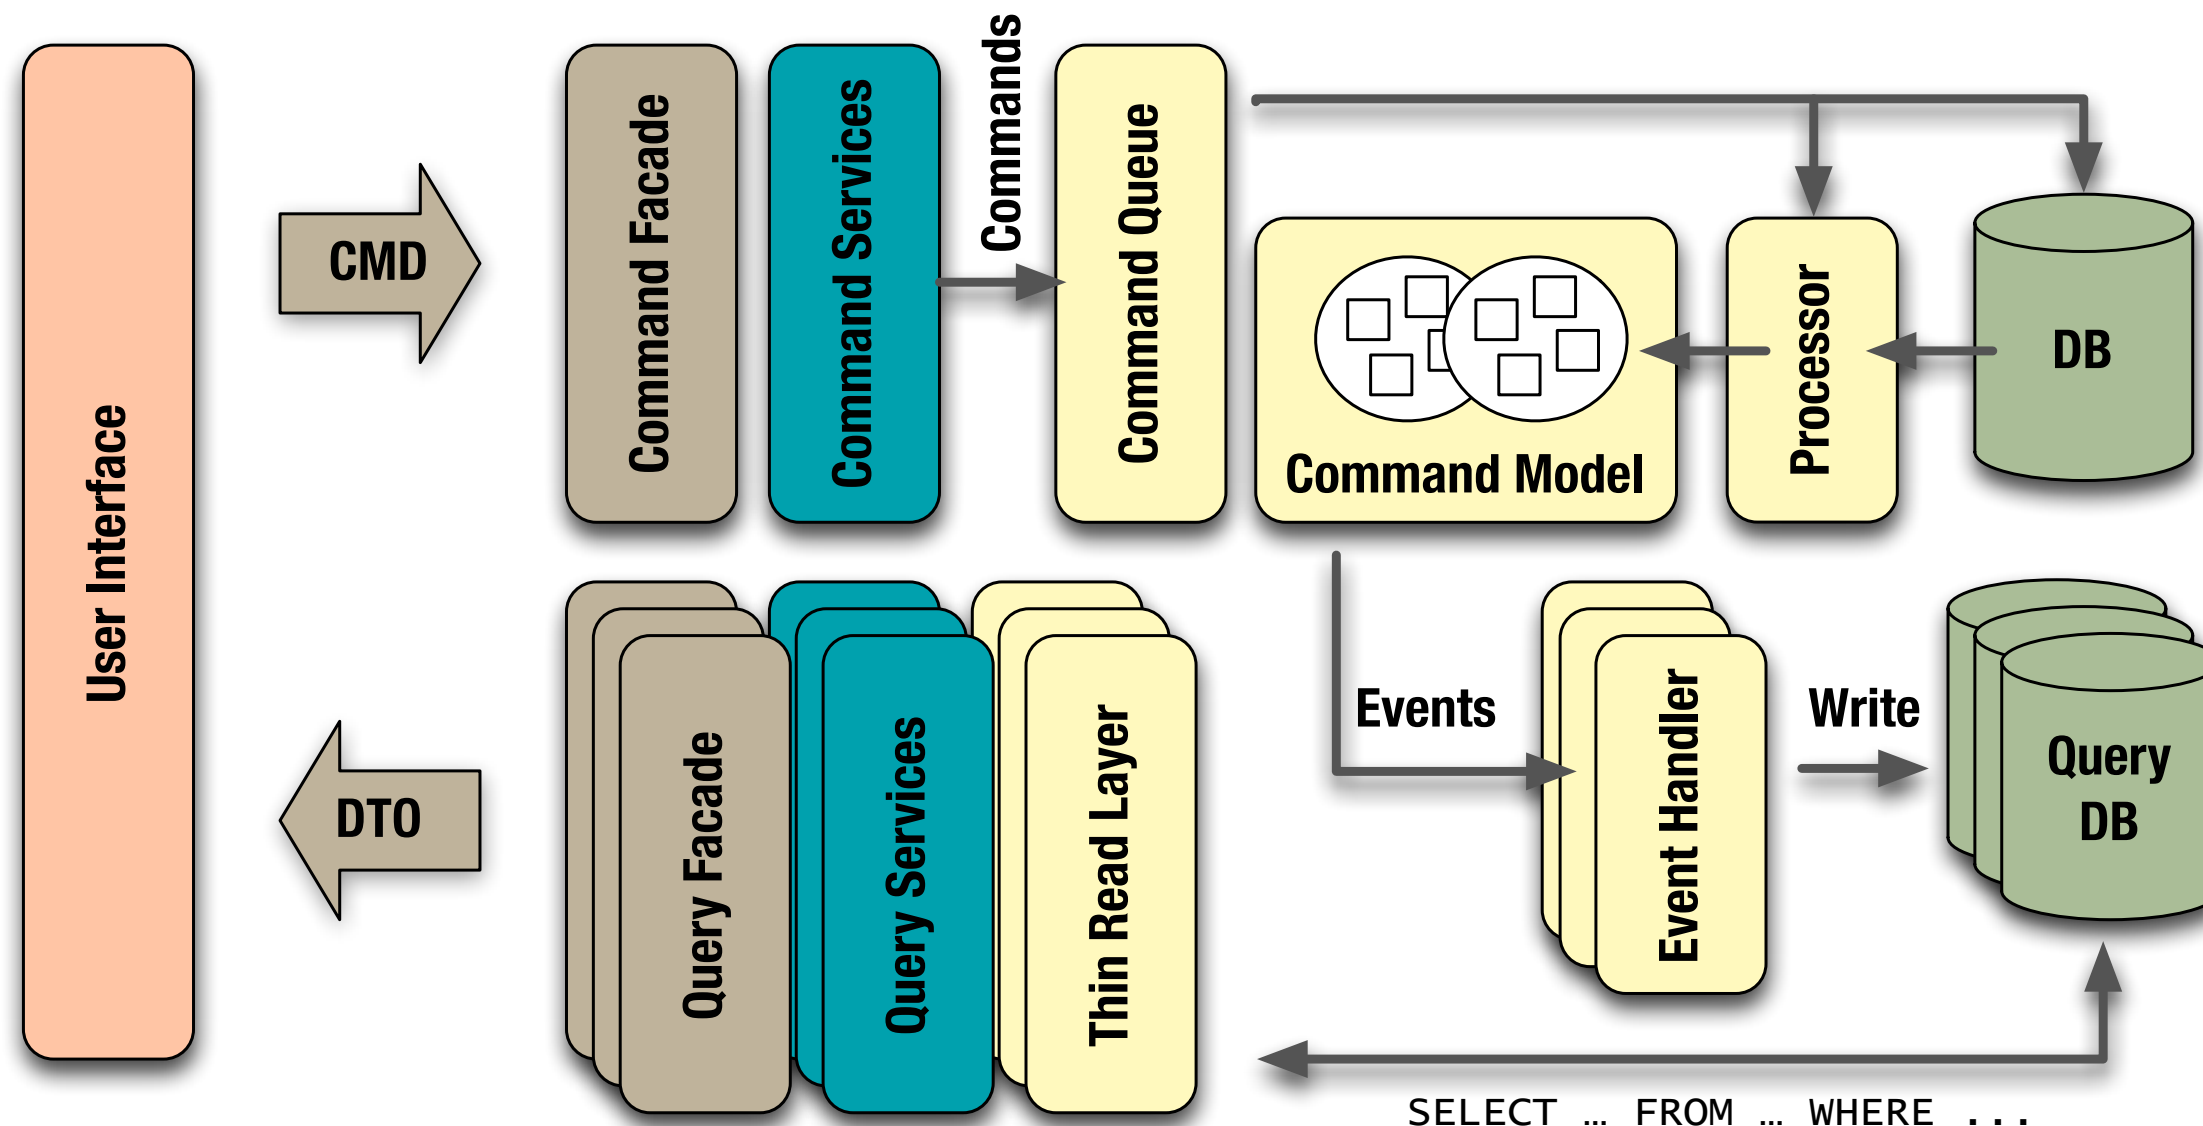 User Interface
CMD
DTO
Command Facade
Command Services
Commands
Command Queue
Command Model
Processor
DB
Query Facade
Query Services
Thin Read Layer
Events
Event Handler
Write
Query
DB
SELECT … FROM … WHERE ...